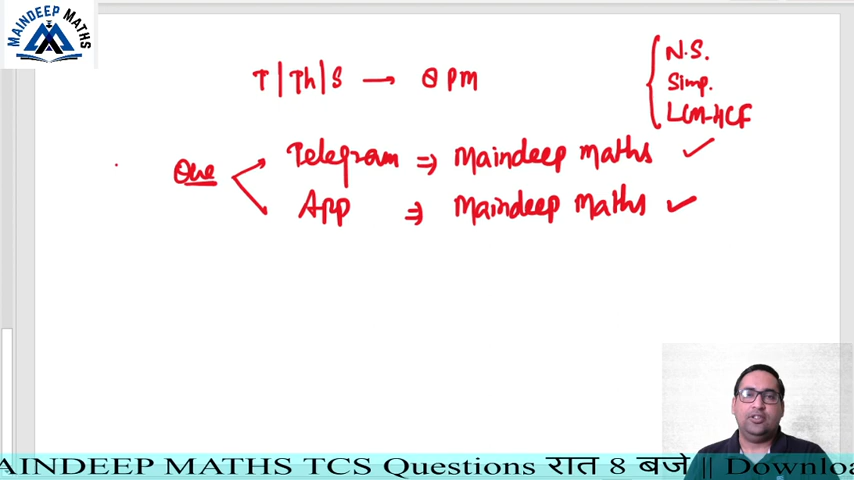 MAINDEEP MATHS
T | Th | S → 8 PM
N.S.
Simp.
LCM-HCF
Que
Telegram ⇒ Maindeep Maths ✓
App ⇒ Maindeep Maths ✓
AINDEEP MATHS TCS Questions रात 8 बजे || Downloa